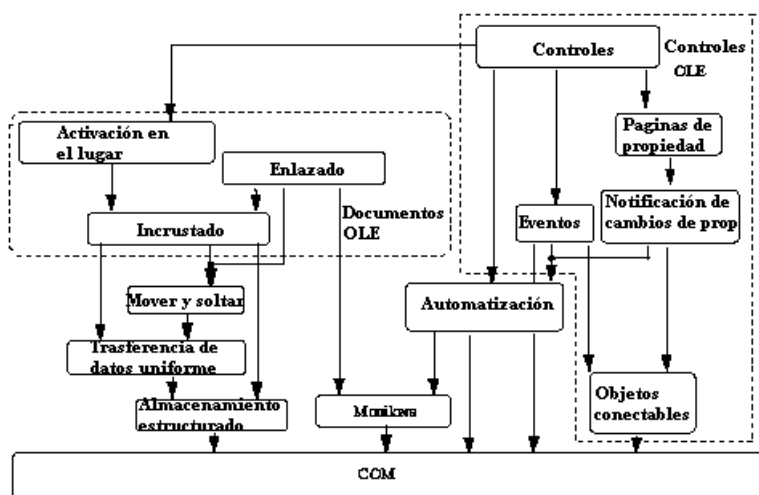 Controles
Controles
OLE
Activación en
el lugar
Paginas de
propiedad
Enlazado
Notificación de
cambios de prop
Documentos
OLE
Eventos
Incrustado
Mover y soltar
Automatización
Trasferencia de
datos uniforme
Objetos
conectables
Almacenamiento
estructurado
Monikers
COM